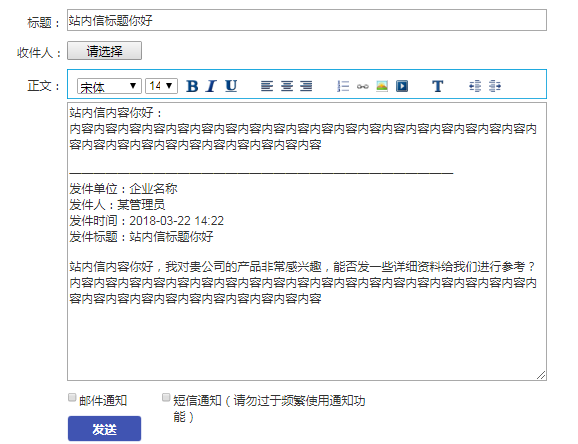 标题：站内信标题你好
收件人：请选择
正文：宋体 14 B I U T
站内信内容你好：
内容内容内容内容内容内容内容内容内容内容内容内容内容内容内容内容内容内容内容内
容内容内容内容内容内容内容内容内容内容内容
发件单位：企业名称
发件人：某管理员
发件时间：2018-03-22 14:22
发件标题：站内信标题你好
站内信内容你好，我对贵公司的产品非常感兴趣，能否发一些详细资料给我们进行参考？
内容内容内容内容内容内容内容内容内容内容内容内容内容内容内容内容内容内容内容内
容内容内容内容内容内容内容内容内容内容内容
邮件通知 短信通知（请勿过于频繁使用通知功
能）
发送